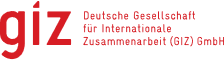 giz
Deutsche Gesellschaft
für Internationale
Zusammenarbeit (GIZ) GmbH